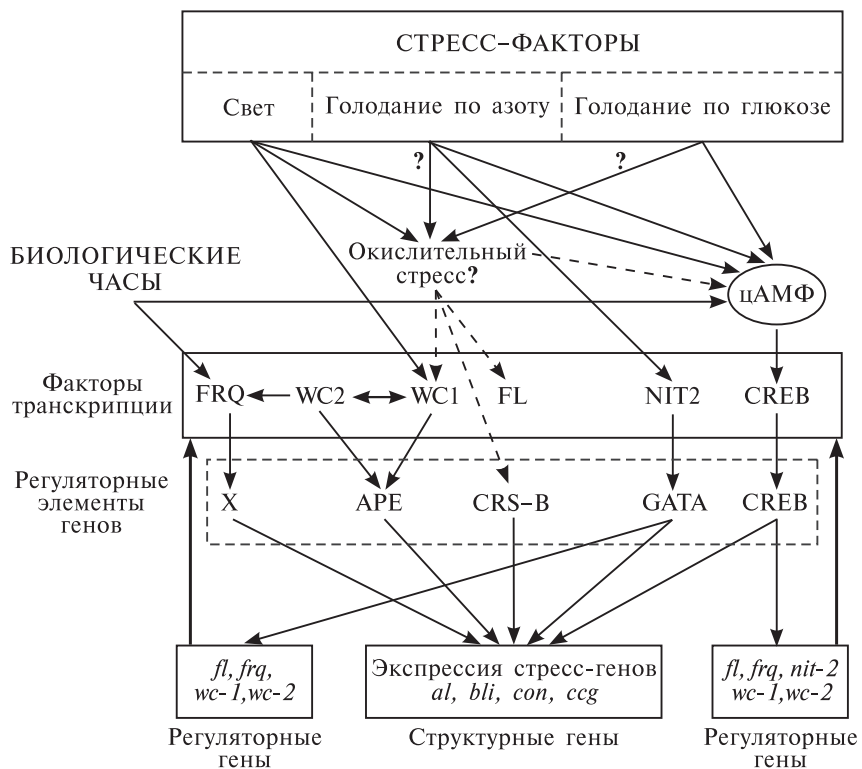 СТРЕСС-ФАКТОРЫ
Свет
Голодание по азоту
Голодание по глюкозе
?
?
Окислительный
стресс?
БИОЛОГИЧЕСКИЕ
ЧАСЫ
цАМФ
Факторы
транскрипции
FRQ
WC2
WC1
FL
NIT2
CREB
Регуляторные
элементы
генов
X
APE
CRS-B
GATA
CREB
fl, frq,
wc-1,wc-2
Экспрессия стресс-генов
al, bli, con, ccg
fl, frq, nit-2
wc-1,wc-2
Регуляторные
гены
Структурные гены
Регуляторные
гены